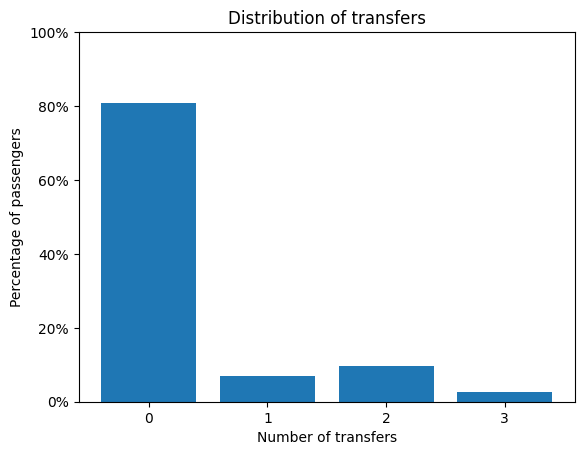 Distribution of transfers
100%
80%
60%
40%
20%
0%
Percentage of passengers
0 1 2 3
Number of transfers